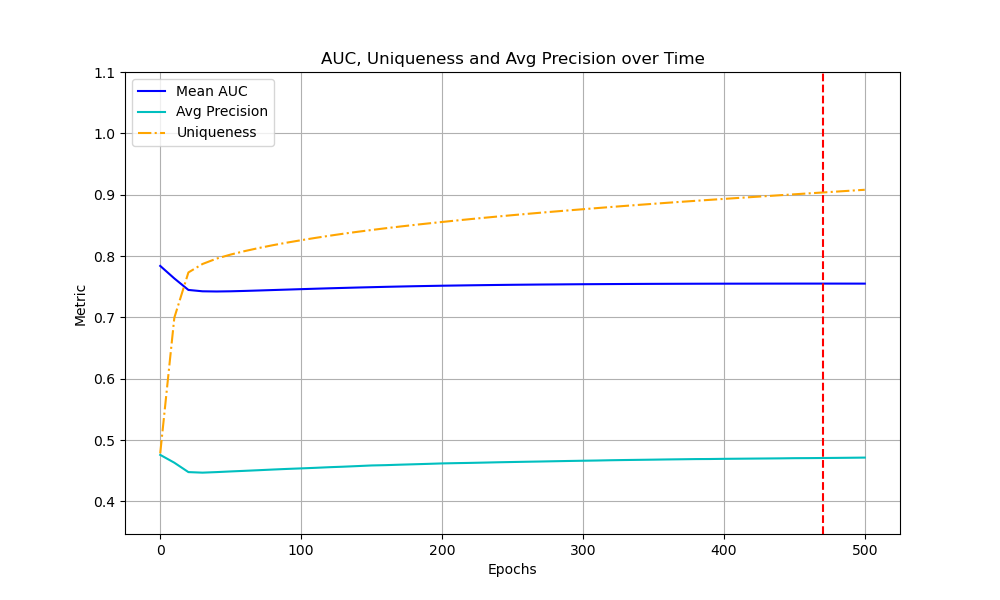 AUC, Uniqueness and Avg Precision over Time
Mean AUC
Avg Precision
Uniqueness
Metric
1.1
1.0
0.9
0.8
0.7
0.6
0.5
0.4
0 100 200 300 400 500
Epochs